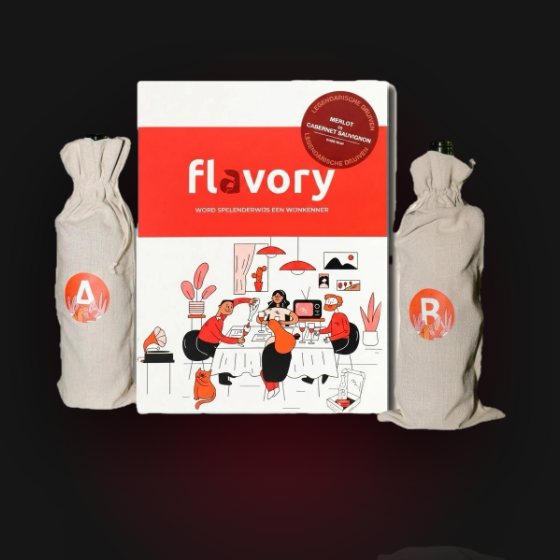 LEGENDARISCHE DRUIVEN
MERLOT
CABERNET SAUVIGNON
LEGENDARISCHE DRUIVEN
flavory
WORD SPELENDERWIJS EEN WIJNKENNER
A
B